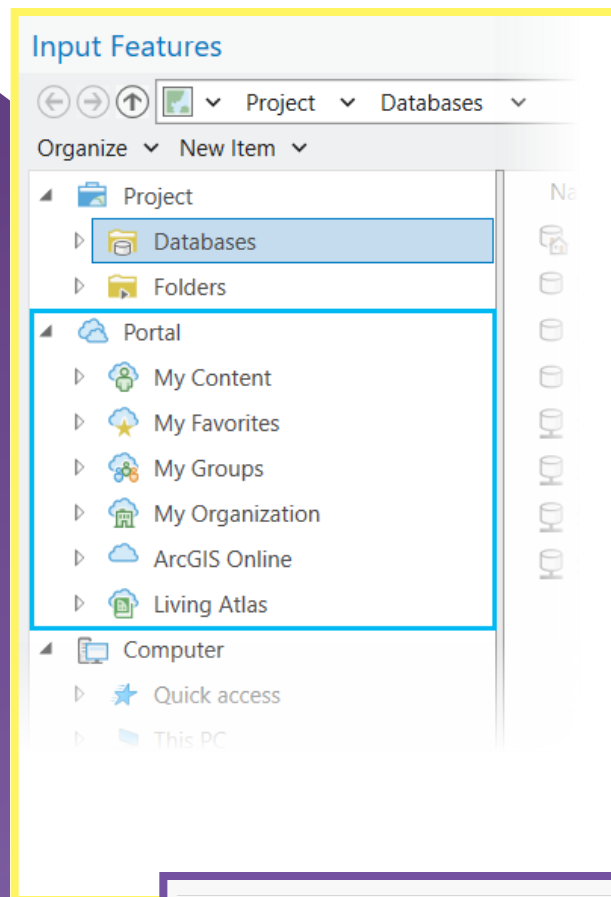 Input Features
Project Databases
Organize New Item
Project Na
Databases
Folders
Portal
My Content
My Favorites
My Groups
My Organization
ArcGIS Online
Living Atlas
Computer
Quick access
This PC